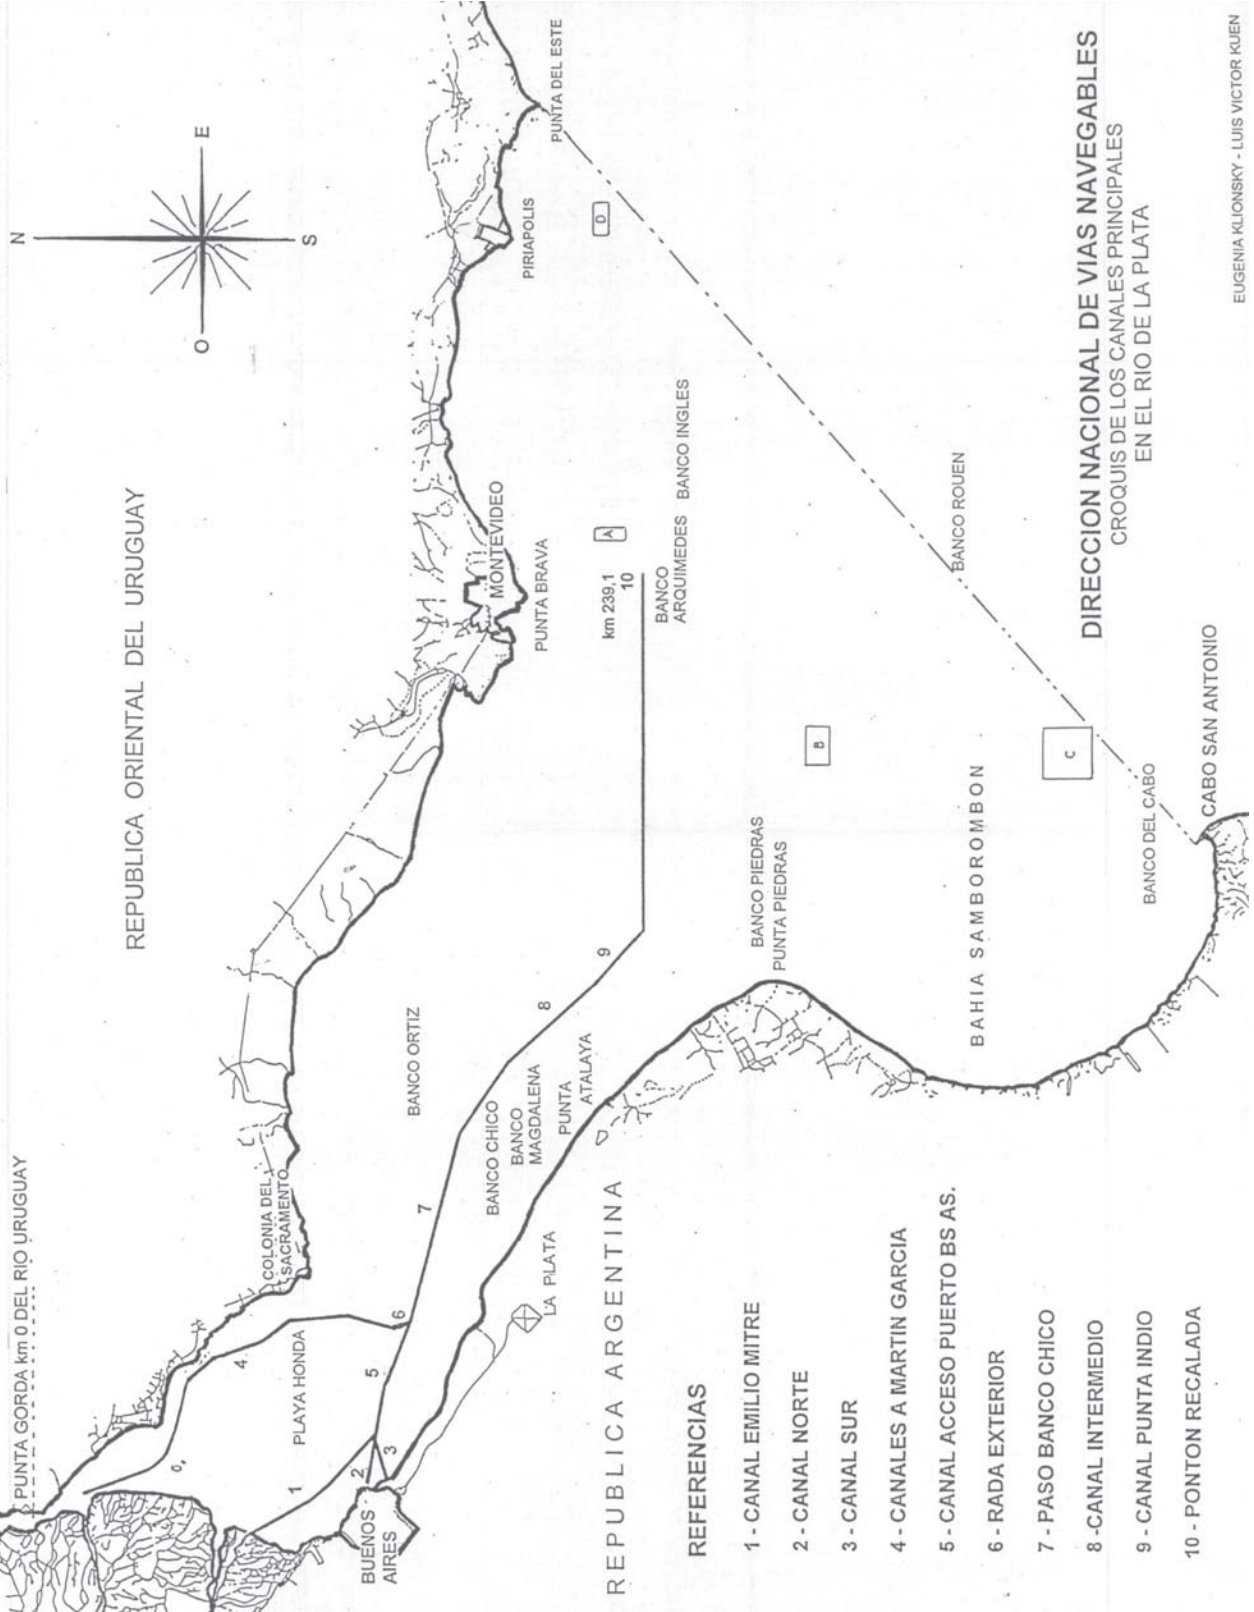 N
O
E
S
REPUBLICA ORIENTAL DEL URUGUAY
PUNTA GORDA km 0 DEL RIO URUGUAY
COLONIA DEL
SACRAMENTO
MONTEVIDEO
PUNTA BRAVA
PIRIAPOLIS
PUNTA DEL ESTE
PLAYA HONDA
BANCO ORTIZ
1
2
3
4
5
6
7
8
9
km 239,1
10
A
B
C
D
BANCO
ARQUIMEDES
BANCO INGLES
BANCO ROUEN
BUENOS
AIRES
LA PLATA
BANCO CHICO
BANCO
MAGDALENA
PUNTA
ATALAYA
BANCO PIEDRAS
PUNTA PIEDRAS
BAHIA SAMBOROMBON
BANCO DEL CABO
CABO SAN ANTONIO
REPUBLICA ARGENTINA
REFERENCIAS
1 - CANAL EMILIO MITRE
2 - CANAL NORTE
3 - CANAL SUR
4 - CANALES A MARTIN GARCIA
5 - CANAL ACCESO PUERTO BS AS.
6 - RADA EXTERIOR
7 - PASO BANCO CHICO
8 -CANAL INTERMEDIO
9 - CANAL PUNTA INDIO
10 - PONTON RECALADA
DIRECCION NACIONAL DE VIAS NAVEGABLES
CROQUIS DE LOS CANALES PRINCIPALES
EN EL RIO DE LA PLATA
EUGENIA KLIONSKY - LUIS VICTOR KUEN